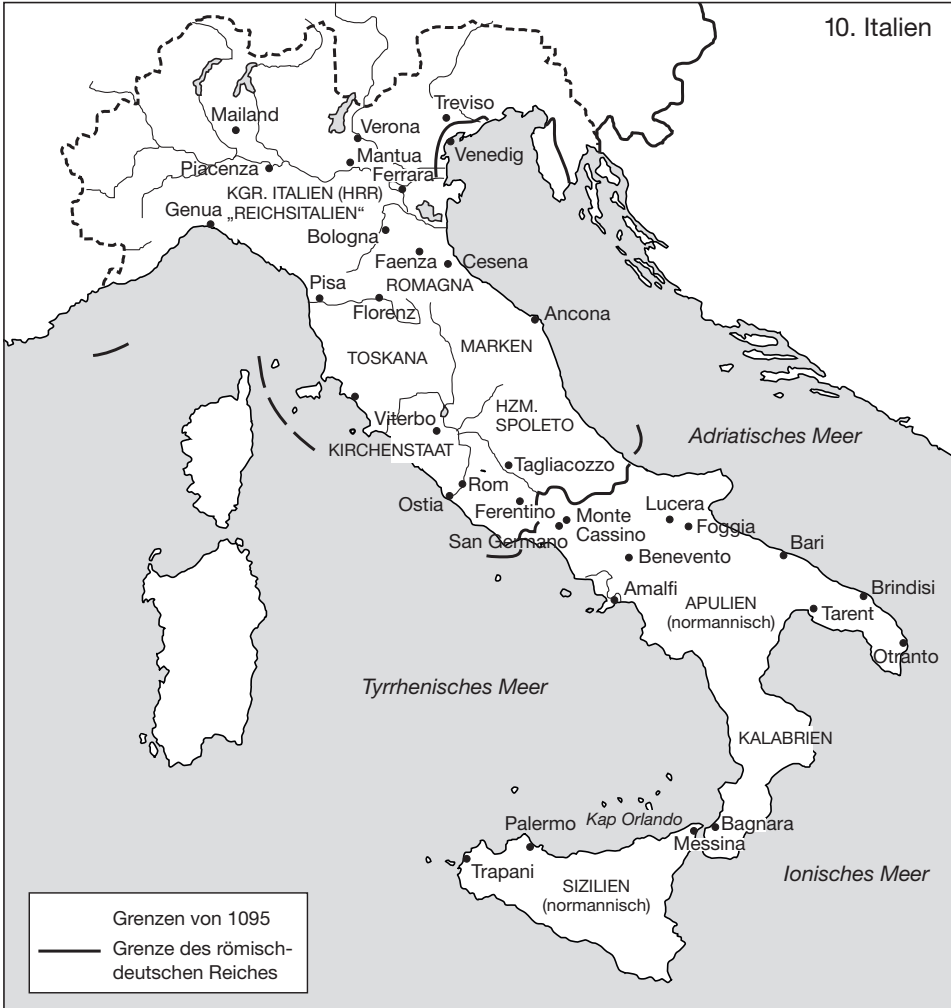 10. Italien
Mailand
Treviso
Verona
Venedig
Mantua
Piacenza
Ferrara
KGR. ITALIEN (HRR)
„REICHSITALIEN“
Genua
Bologna
Faenza
Cesena
ROMAGNA
Pisa
Florenz
Ancona
TOSKANA
MARKEN
HZM.
SPOLETO
Viterbo
KIRCHENSTAAT
Adriatisches Meer
Tagliacozzo
Rom
Ostia
Ferentino
Monte
Cassino
Lucera
Foggia
San Germano
Bari
Benevento
Amalfi
Brindisi
APULIEN
(normannisch)
Tarent
Otranto
Tyrrhenisches Meer
KALABRIEN
Palermo
Kap Orlando
Bagnara
Messina
Trapani
Ionisches Meer
SIZILIEN
(normannisch)
Grenzen von 1095
Grenze des römisch-
deutschen Reiches